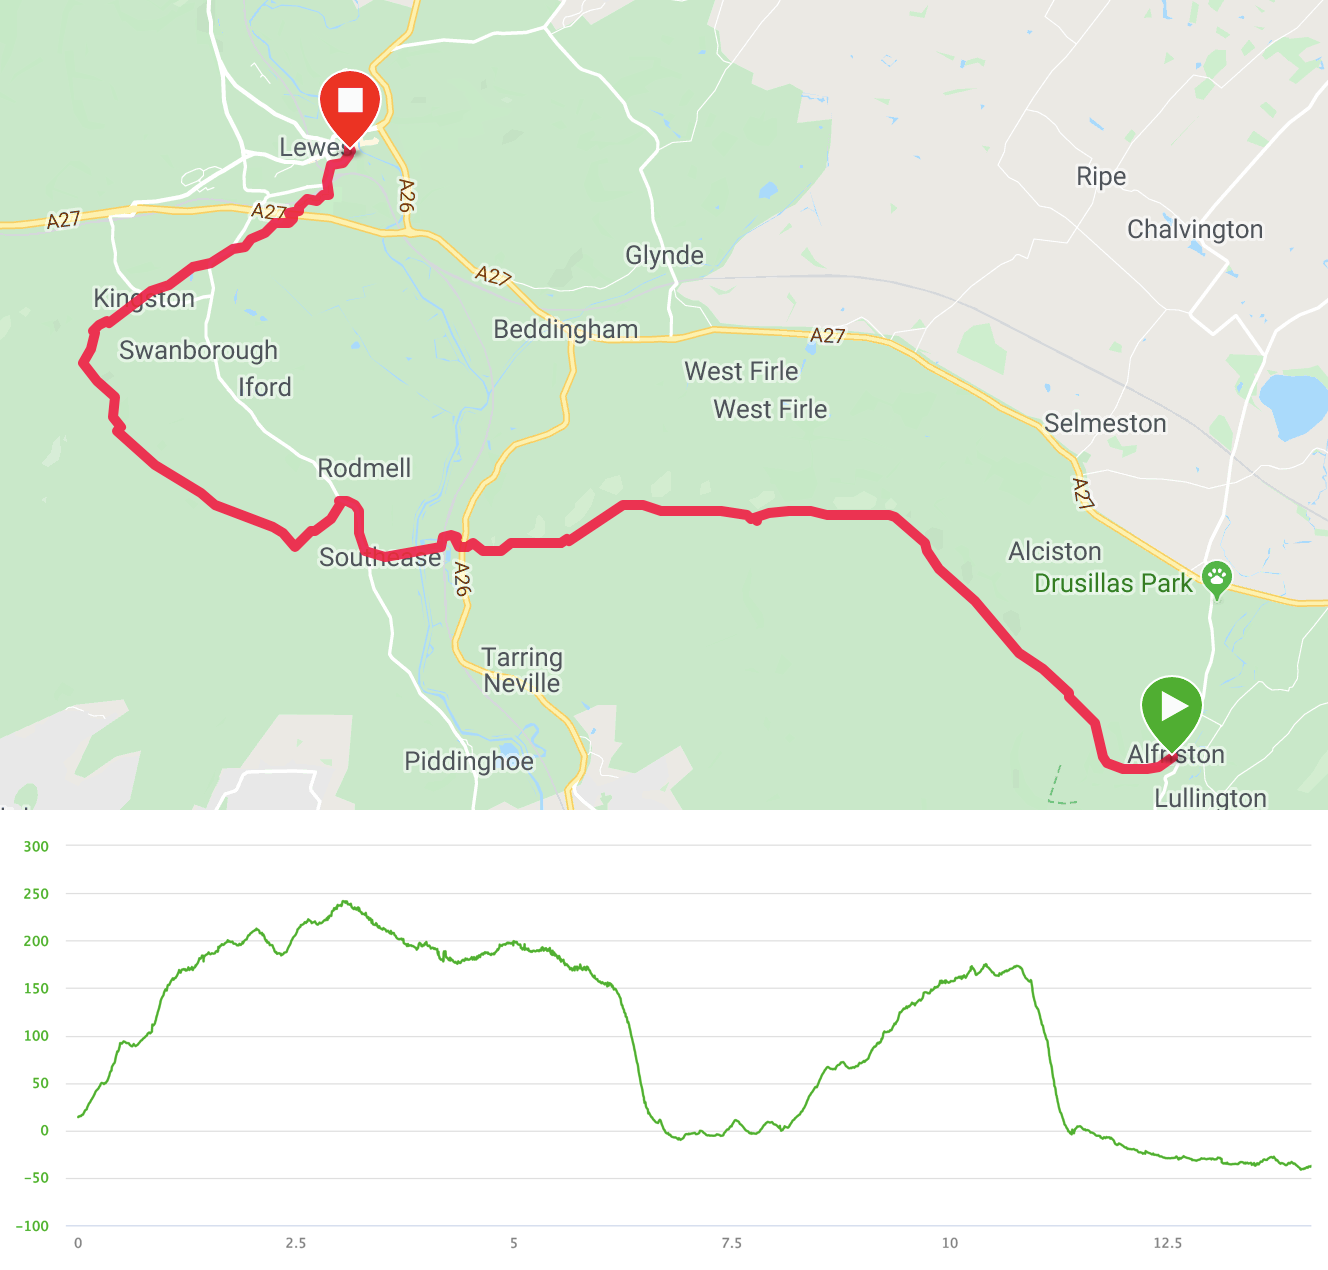 Lewes
A27
A27
A26
A27
Ripe
Chalvington
Glynde
Kingston
Beddingham
A27
Swanborough
West Firle
Iford
West Firle
Selmeston
Rodmell
A27
Southease
A26
Alciston
Drusillas Park
Tarring
Neville
Piddinghoe
Alfriston
Lullington
300
250
200
150
100
50
0
-50
-100
0 2.5 5 7.5 10 12.5